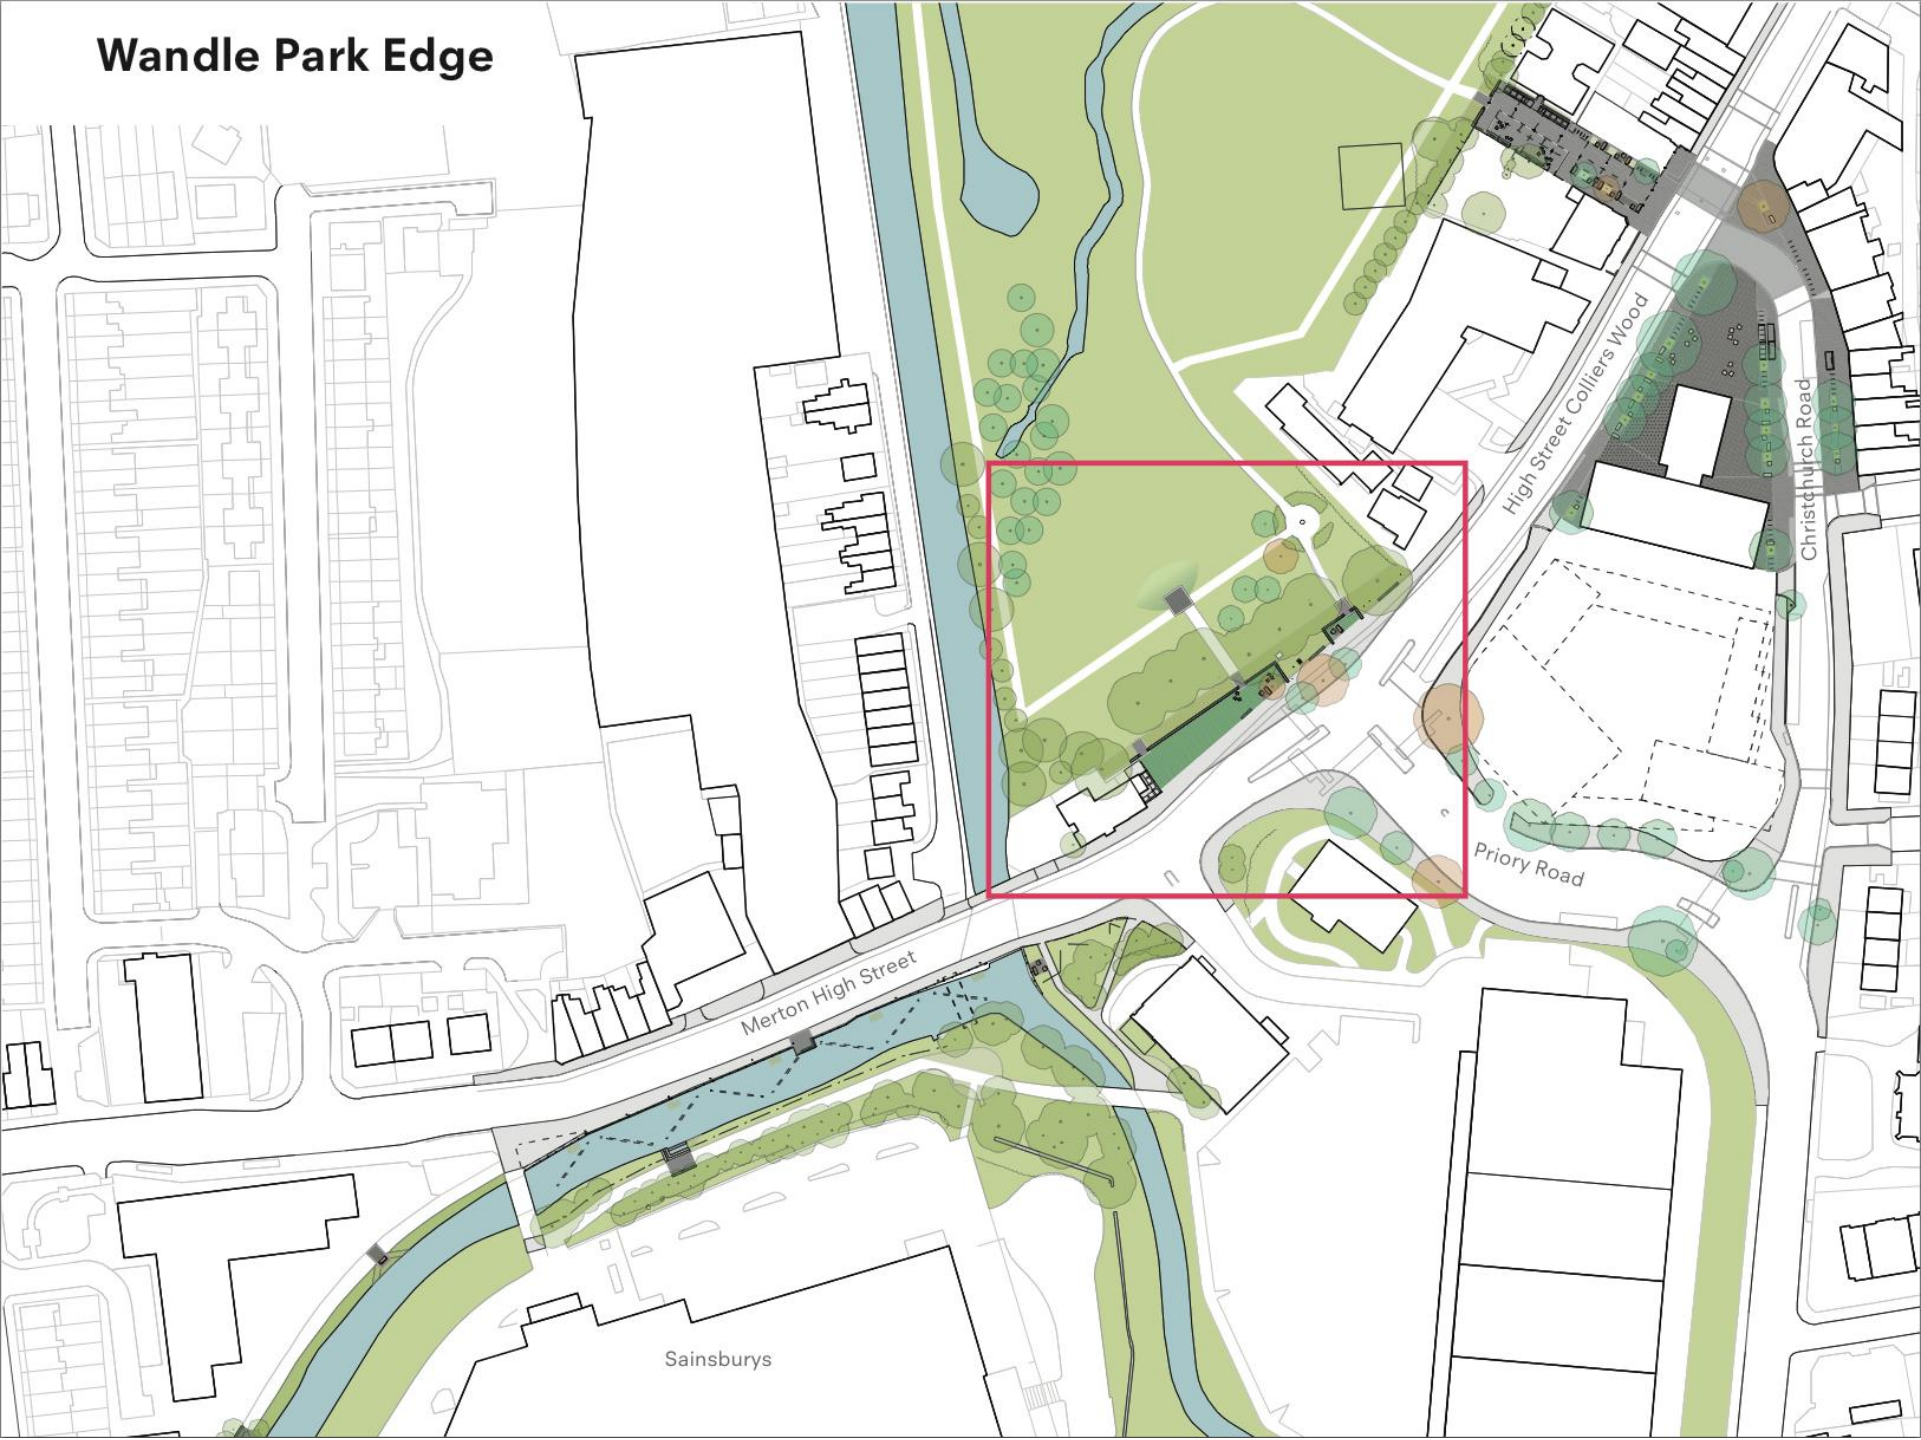 Wandle Park Edge
High Street Colliers Wood
Christchurch Road
Priory Road
Merton High Street
Sainsburys